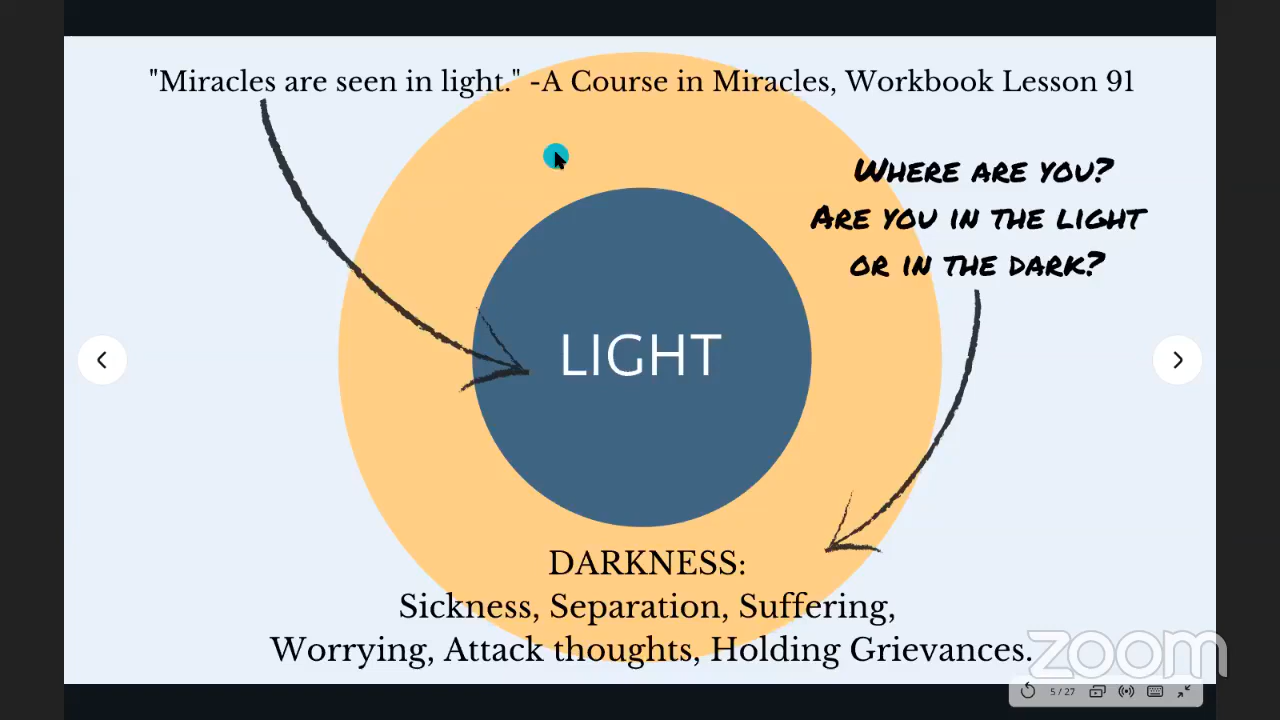 "Miracles are seen in light." -A Course in Miracles, Workbook Lesson 91
Where are you?
Are you in the light
or in the dark?
LIGHT
DARKNESS:
Sickness, Separation, Suffering,
Worrying, Attack thoughts, Holding Grievances.
zoom
5 / 27